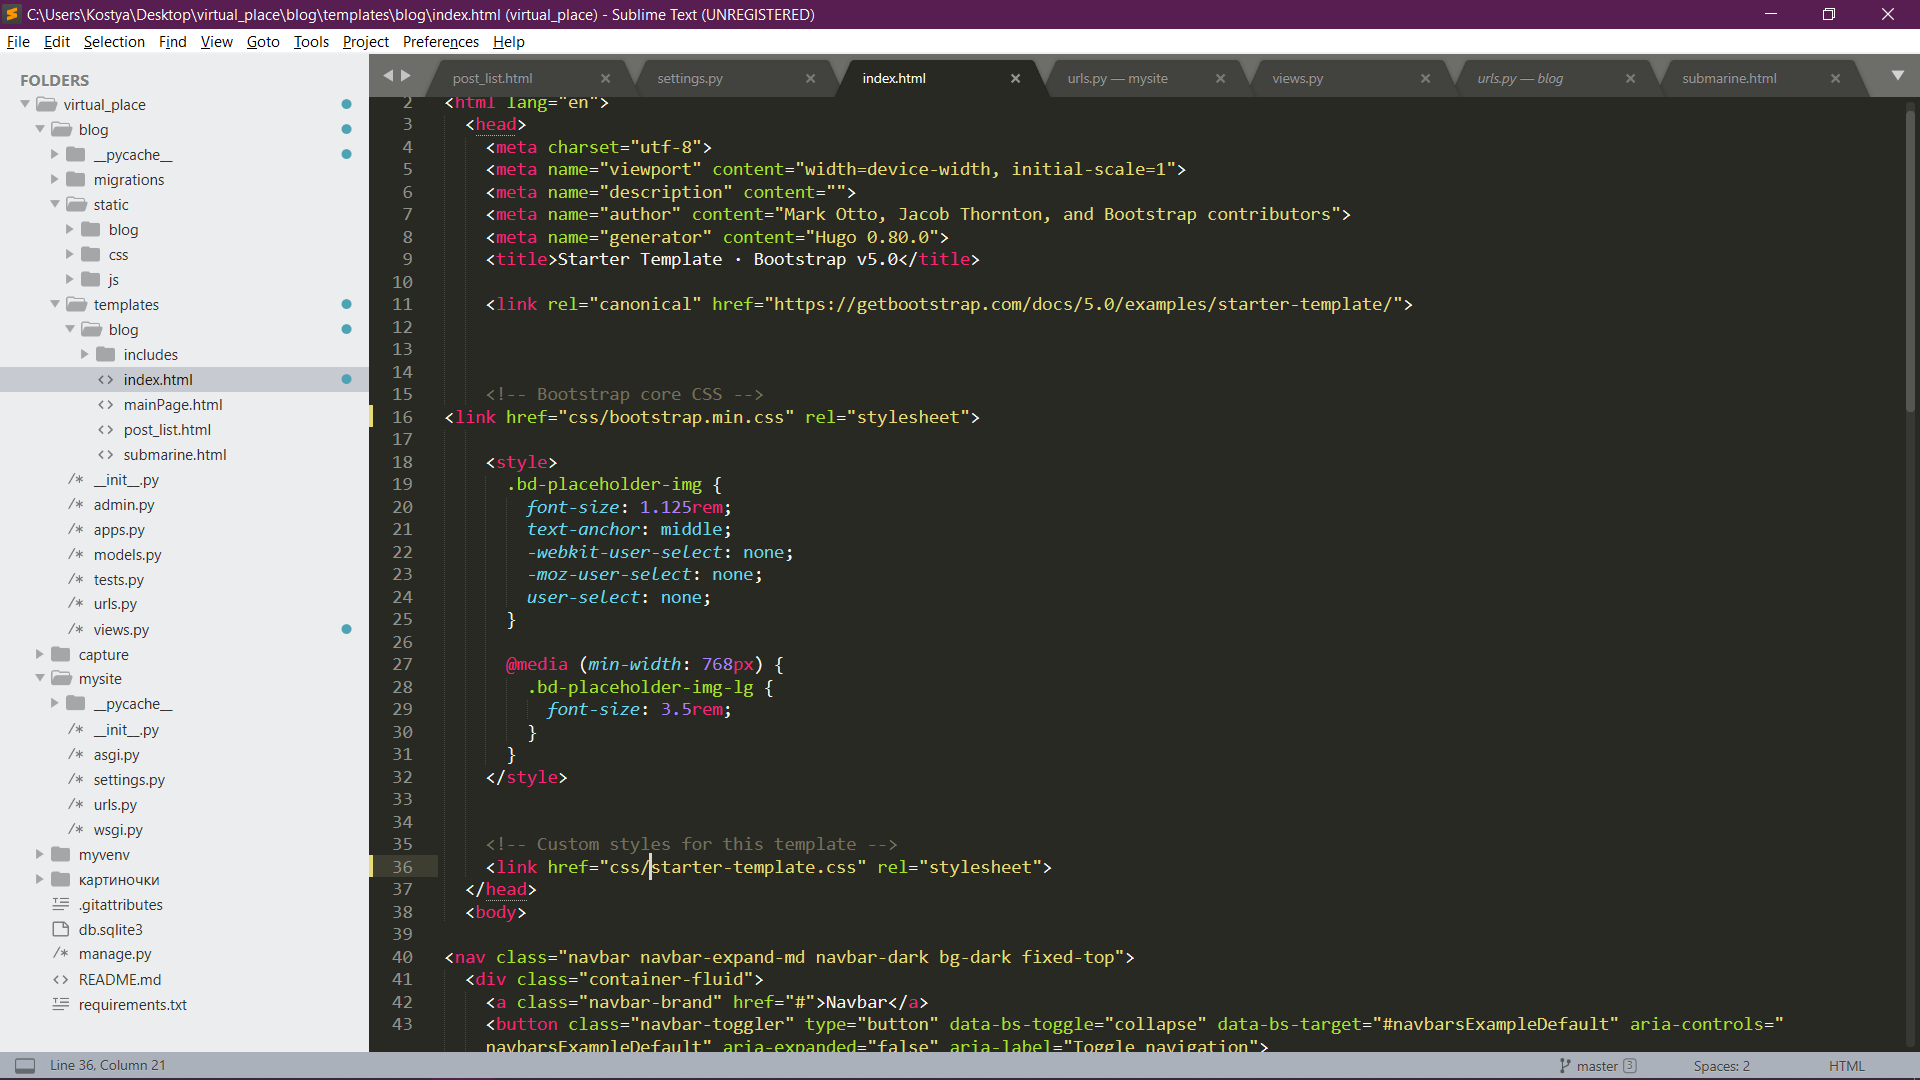 C:\Users\Kostya\Desktop\virtual_place\blog\templates\blog\index.html (virtual_place) - Sublime Text (UNREGISTERED)
File Edit Selection Find View Goto Tools Project Preferences Help
FOLDERS
virtual_place
blog
__pycache__
migrations
static
blog
css
js
templates
blog
includes
<> index.html
<> mainPage.html
<> post_list.html
<> submarine.html
/* __init__.py
/* admin.py
/* apps.py
/* models.py
/* tests.py
/* urls.py
/* views.py
capture
mysite
__pycache__
/* __init__.py
/* asgi.py
/* settings.py
/* urls.py
/* wsgi.py
myvenv
картиночки
.gitattributes
db.sqlite3
/* manage.py
<> README.md
requirements.txt
post_list.html settings.py index.html urls.py — mysite views.py urls.py — blog submarine.html
2 <html lang="en">
3 <head>
4 <meta charset="utf-8">
5 <meta name="viewport" content="width=device-width, initial-scale=1">
6 <meta name="description" content="">
7 <meta name="author" content="Mark Otto, Jacob Thornton, and Bootstrap contributors">
8 <meta name="generator" content="Hugo 0.80.0">
9 <title>Starter Template · Bootstrap v5.0</title>
10
11 <link rel="canonical" href="https://getbootstrap.com/docs/5.0/examples/starter-template/">
12
13
14
15 <!-- Bootstrap core CSS -->
16 <link href="css/bootstrap.min.css" rel="stylesheet">
17
18 <style>
19 .bd-placeholder-img {
20 font-size: 1.125rem;
21 text-anchor: middle;
22 -webkit-user-select: none;
23 -moz-user-select: none;
24 user-select: none;
25 }
26
27 @media (min-width: 768px) {
28 .bd-placeholder-img-lg {
29 font-size: 3.5rem;
30 }
31 }
32 </style>
33
34
35 <!-- Custom styles for this template -->
36 <link href="css/starter-template.css" rel="stylesheet">
37 </head>
38 <body>
39
40 <nav class="navbar navbar-expand-md navbar-dark bg-dark fixed-top">
41 <div class="container-fluid">
42 <a class="navbar-brand" href="#">Navbar</a>
43 <button class="navbar-toggler" type="button" data-bs-toggle="collapse" data-bs-target="#navbarsExampleDefault" aria-controls="
navbarsExampleDefault" aria-expanded="false" aria-label="Toggle navigation">
Line 36, Column 21 master 3 Spaces: 2 HTML